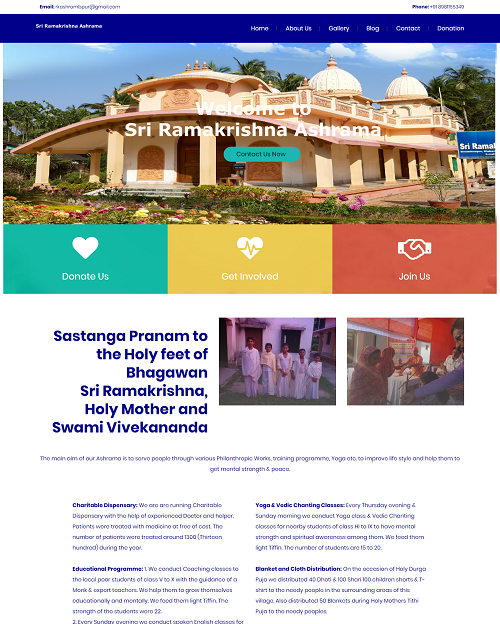 Email: rkashrambpur@gmail.com Phone: +91 8981155349
Sri Ramakrishna Ashrama Home About Us Gallery Blog Contact Donation
Welcome to
Sri Ramakrishna Ashrama
Contact Us Now
Sri Ramak
Donate Us Get Involved Join Us
Sastanga Pranam to
the Holy feet of
Bhagawan
Sri Ramakrishna,
Holy Mother and
Swami Vivekananda
The main aim of our Ashrama is to serve people through various Philanthropic Works, training programme, Yoga etc. to improve life style and help them to
get mental strength & peace.
Charitable Dispensary: We are are running Charitable
Dispensary with the help of experienced Doctor and helper.
Patients were treated with medicine at free of cost. The
number of patients were treated around 1300 (Thirteen
hundred) during the year.
Educational Programme: 1. We conduct Coaching classes to
the local poor students of class V to X with the guidance of a
Monk & expert teachers. We help them to grow themselves
educationally and mentally. We feed them light Tiffin. The
strength of the students were 22.
2. Every Sunday evening we conduct spoken English classes for
Yoga & Vedic Chanting Classes: Every Thursday evening &
Sunday morning we conduct Yoga class & Vedic Chanting
classes for nearby students of class III to IX to have mental
strength and spiritual awareness among them. We feed them
light Tiffin. The number of students are 15 to 20.
Blanket and Cloth Distribution: On the occasion of Holy Durga
Puja we distributed 40 Dhoti & 100 Shari 100 children shorts & T-
shirt to the needy people in the surrounding areas of this
village. Also distributed 50 Blankets during Holy Mothers Tithi
Puja to the needy peoples.